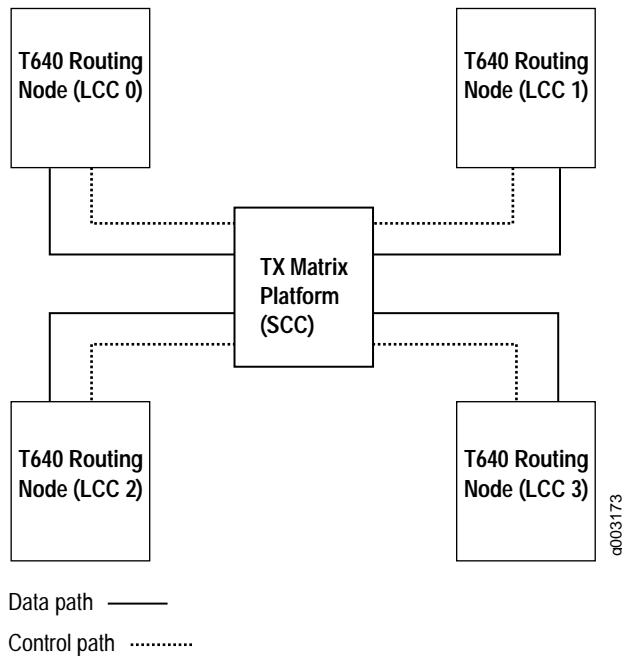 T640 Routing
Node (LCC 0)
T640 Routing
Node (LCC 1)
TX Matrix
Platform
(SCC)
T640 Routing
Node (LCC 2)
T640 Routing
Node (LCC 3)
g003173
Data path
Control path